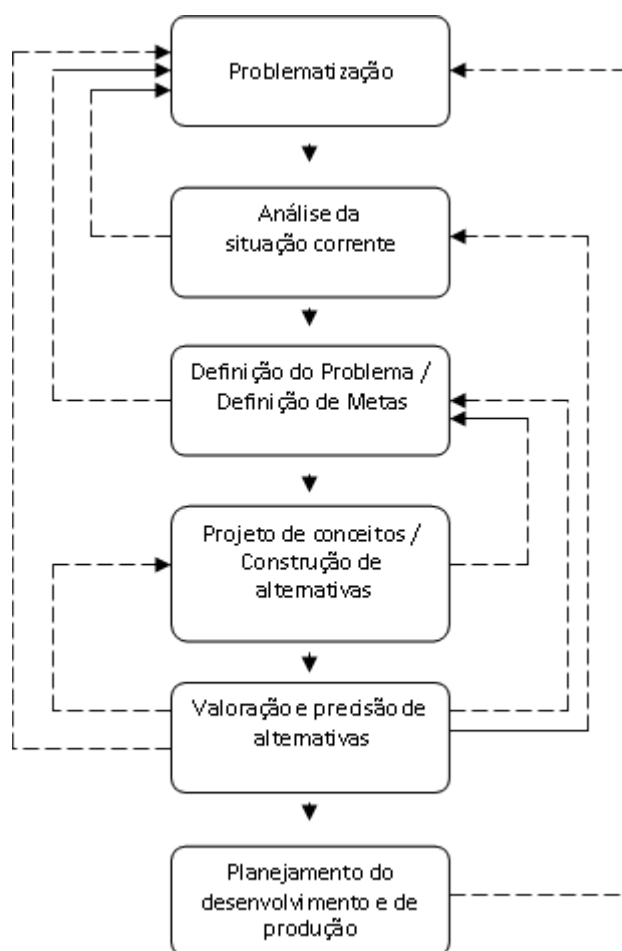 Problematização
Análise da
situação corrente
Definição do Problema /
Definição de Metas
Projeto de conceitos /
Construção de
alternativas
Valoração e precisão de
alternativas
Planejamento do
desenvolvimento e de
produção